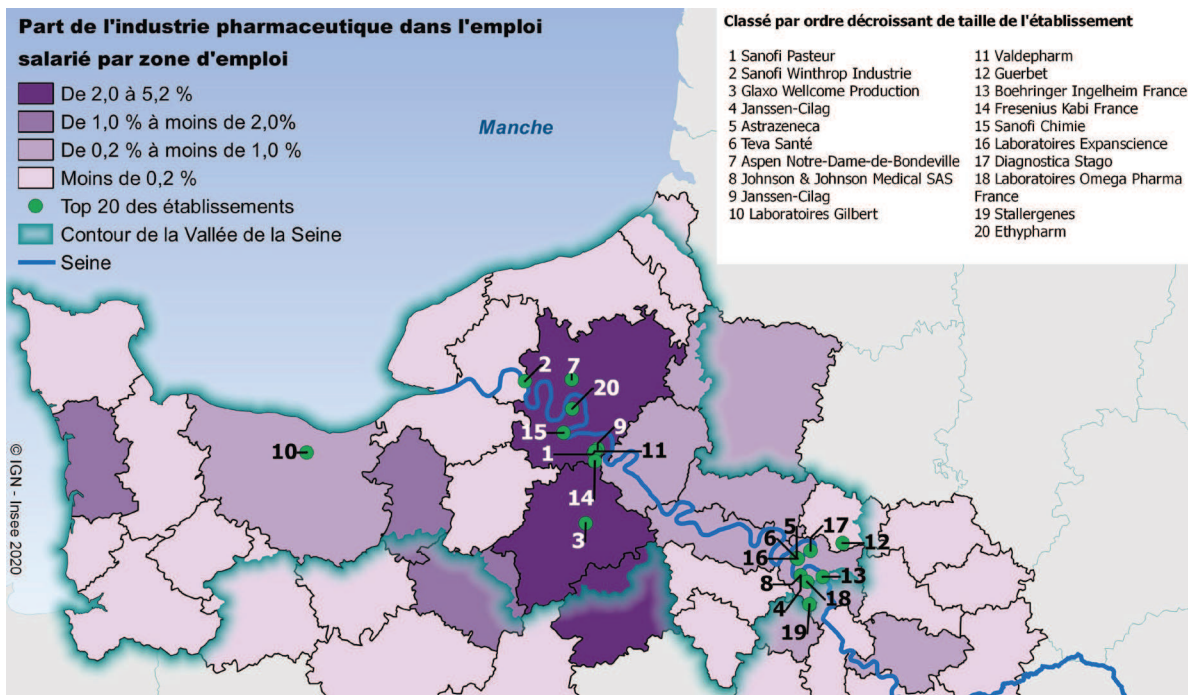 Part de l'industrie pharmaceutique dans l'emploi
salarié par zone d'emploi
De 2,0 à 5,2 %
De 1,0 % à moins de 2,0%
De 0,2 % à moins de 1,0 %
Moins de 0,2 %
Top 20 des établissements
Contour de la Vallée de la Seine
Seine
Manche
Classé par ordre décroissant de taille de l'établissement
1 Sanofi Pasteur
2 Sanofi Winthrop Industrie
3 Glaxo Wellcome Production
4 Janssen-Cilag
5 Astrazeneca
6 Teva Santé
7 Aspen Notre-Dame-de-Bondeville
8 Johnson & Johnson Medical SAS
9 Janssen-Cilag
10 Laboratoires Gilbert
11 Valdepharm
12 Guerbet
13 Boehringer Ingelheim France
14 Fresenius Kabi France
15 Sanofi Chimie
16 Laboratoires Expanscience
17 Diagnostica Stago
18 Laboratoires Omega Pharma
France
19 Stallergenes
20 Ethypharm
2
7
20
15
9
1
11
10
14
3
5
17
6
12
16
8
13
18
4
19
© IGN - Insee 2020